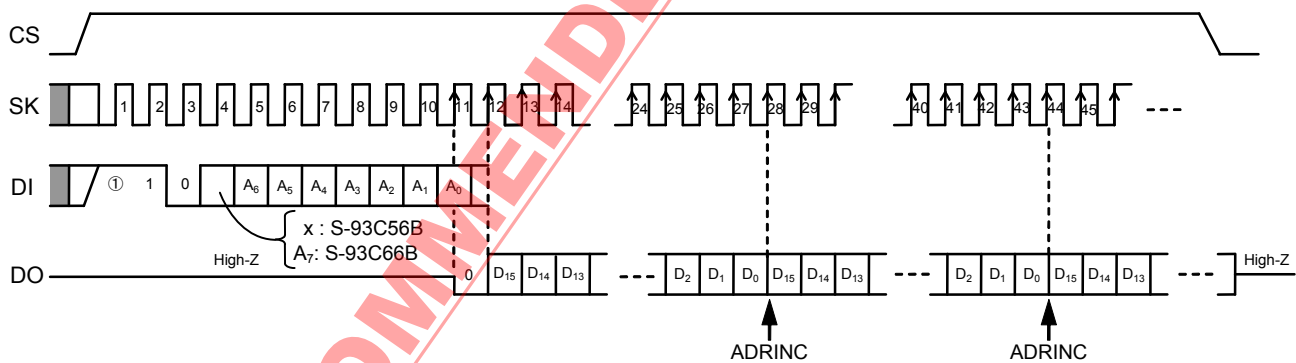 CS
SK 1 2 3 4 5 6 7 8 9 10 11 12 13 14 24 25 26 27 28 29 40 41 42 43 44 45
DI ① 1 0 A₆ A₅ A₄ A₃ A₂ A₁ A₀
x : S-93C56B
A₇: S-93C66B
High-Z
DO 0 D₁₅ D₁₄ D₁₃ D₂ D₁ D₀ D₁₅ D₁₄ D₁₃ D₂ D₁ D₀ D₁₅ D₁₄ D₁₃ High-Z
ADRINC ADRINC
OMMENDE